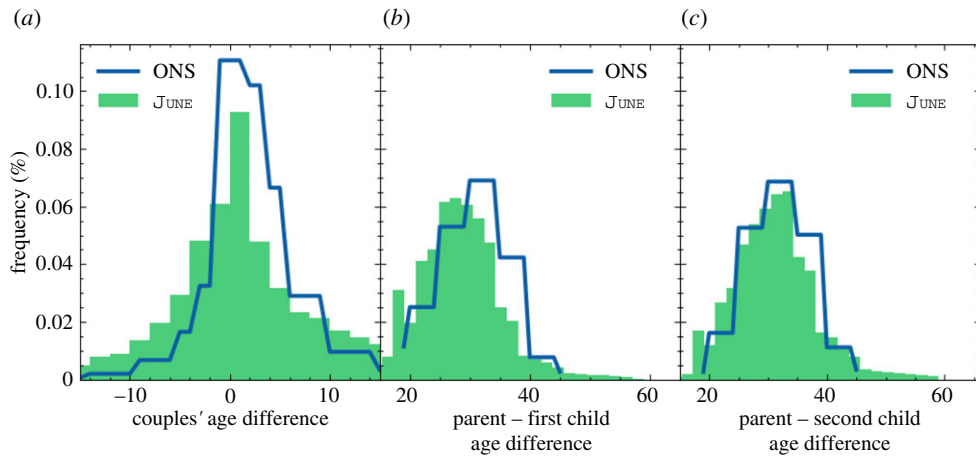 (a)
(b)
(c)
ONS
JUNE
ONS
JUNE
ONS
JUNE
frequency (%)
0.10
0.08
0.06
0.04
0.02
0
−10
0
10
20
40
60
20
40
60
couples′ age difference
parent – first child
age difference
parent – second child
age difference